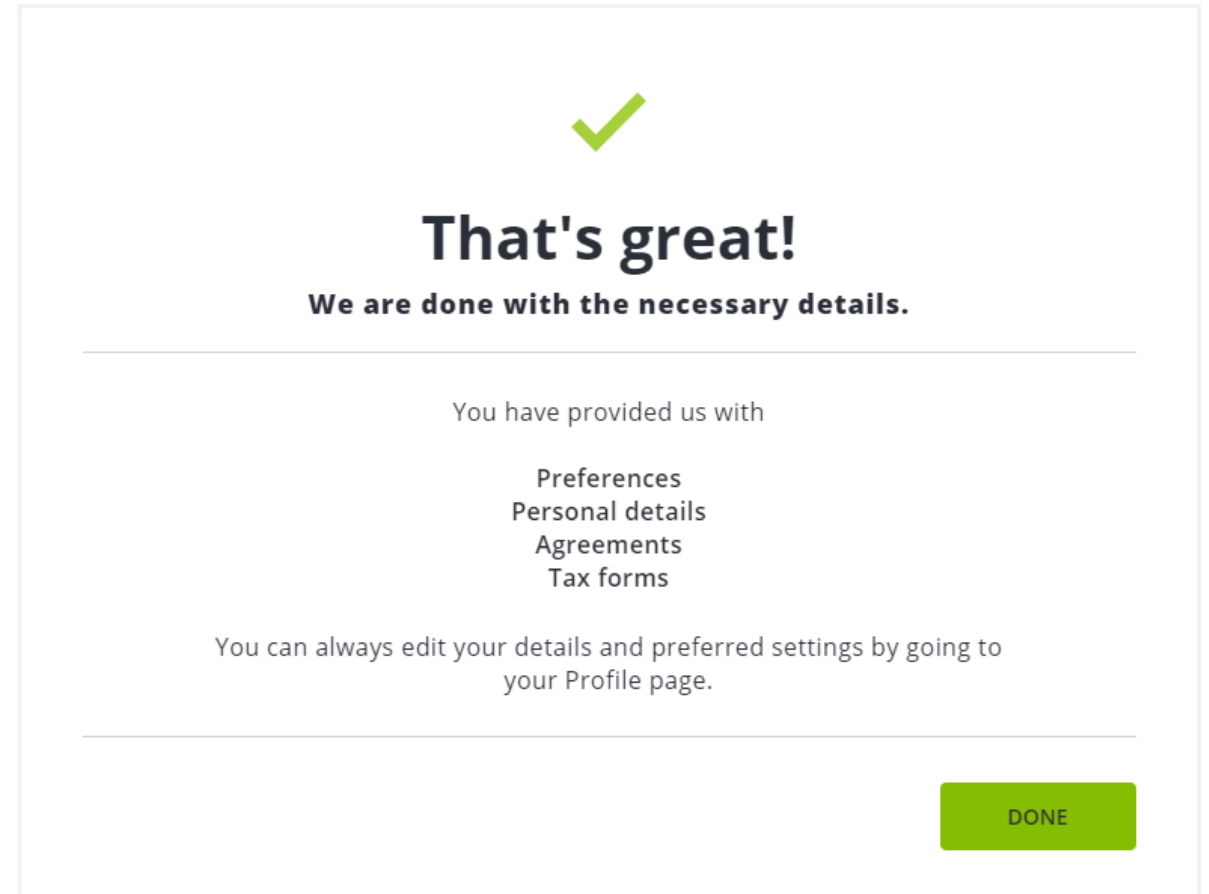 That's great!
We are done with the necessary details.
You have provided us with
Preferences
Personal details
Agreements
Tax forms
You can always edit your details and preferred settings by going to
your Profile page.
DONE